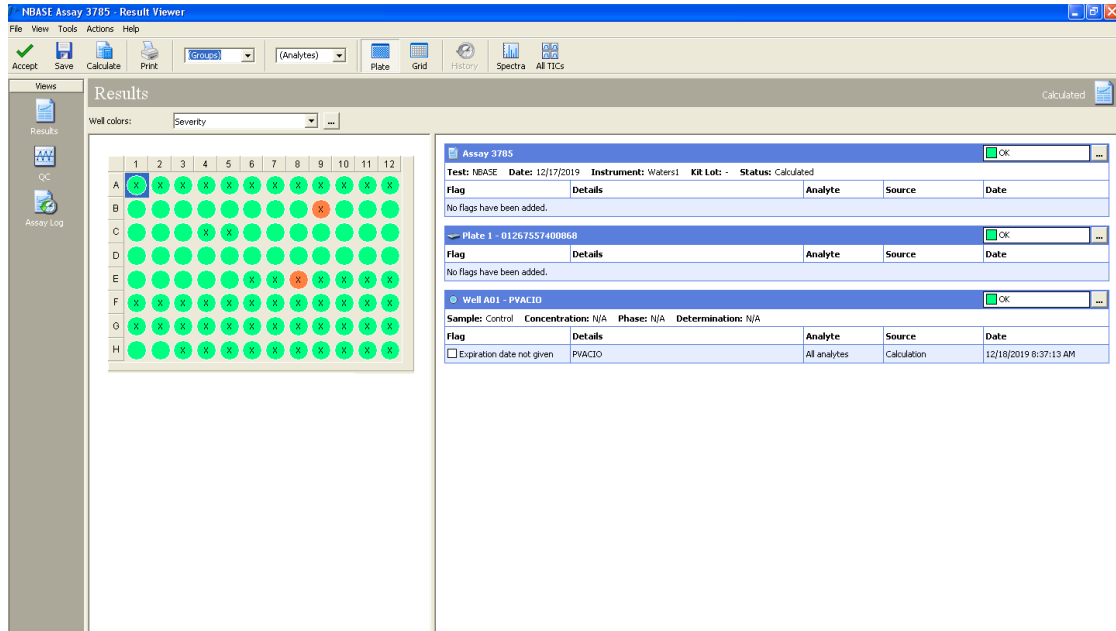 NBASE Assay 3785 - Result Viewer
File View Tools Actions Help
Accept Save Calculate Print (Groups) (Analytes) Plate Grid History Spectra All TICs
Views
Results
QC
Assay Log
Results Calculated
Well colors: Severity ...
1 2 3 4 5 6 7 8 9 10 11 12
A X X X X X X X X X X X X
B X
C X X
D
E X X X X X X X
F X X X X X X X X X X X X
G X X X X X X X X X X X X
H X X X X X X X X X X
Assay 3785 OK ...
Test: NBASE Date: 12/17/2019 Instrument: Waters1 Kit Lot: - Status: Calculated
Flag Details Analyte Source Date
No flags have been added.
Plate 1 - 01267557400868 OK ...
Flag Details Analyte Source Date
No flags have been added.
Well A01 - PVACIO OK ...
Sample: Control Concentration: N/A Phase: N/A Determination: N/A
Flag Details Analyte Source Date
Expiration date not given PVACIO All analytes Calculation 12/18/2019 8:37:13 AM